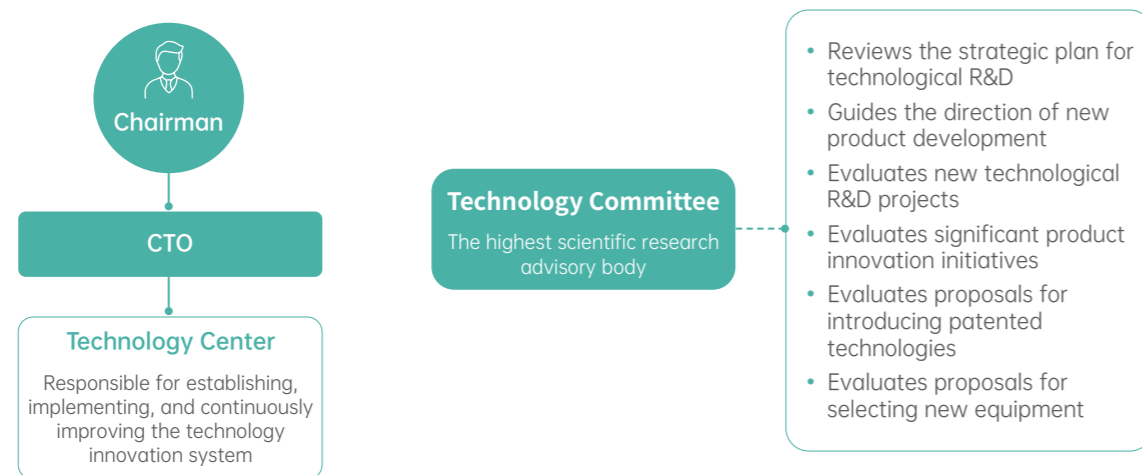 Chairman
CTO
Technology Center
Responsible for establishing,
implementing, and continuously
improving the technology
innovation system
Technology Committee
The highest scientific research
advisory body
• Reviews the strategic plan for
technological R&D
• Guides the direction of new
product development
• Evaluates new technological
R&D projects
• Evaluates significant product
innovation initiatives
• Evaluates proposals for
introducing patented
technologies
• Evaluates proposals for
selecting new equipment